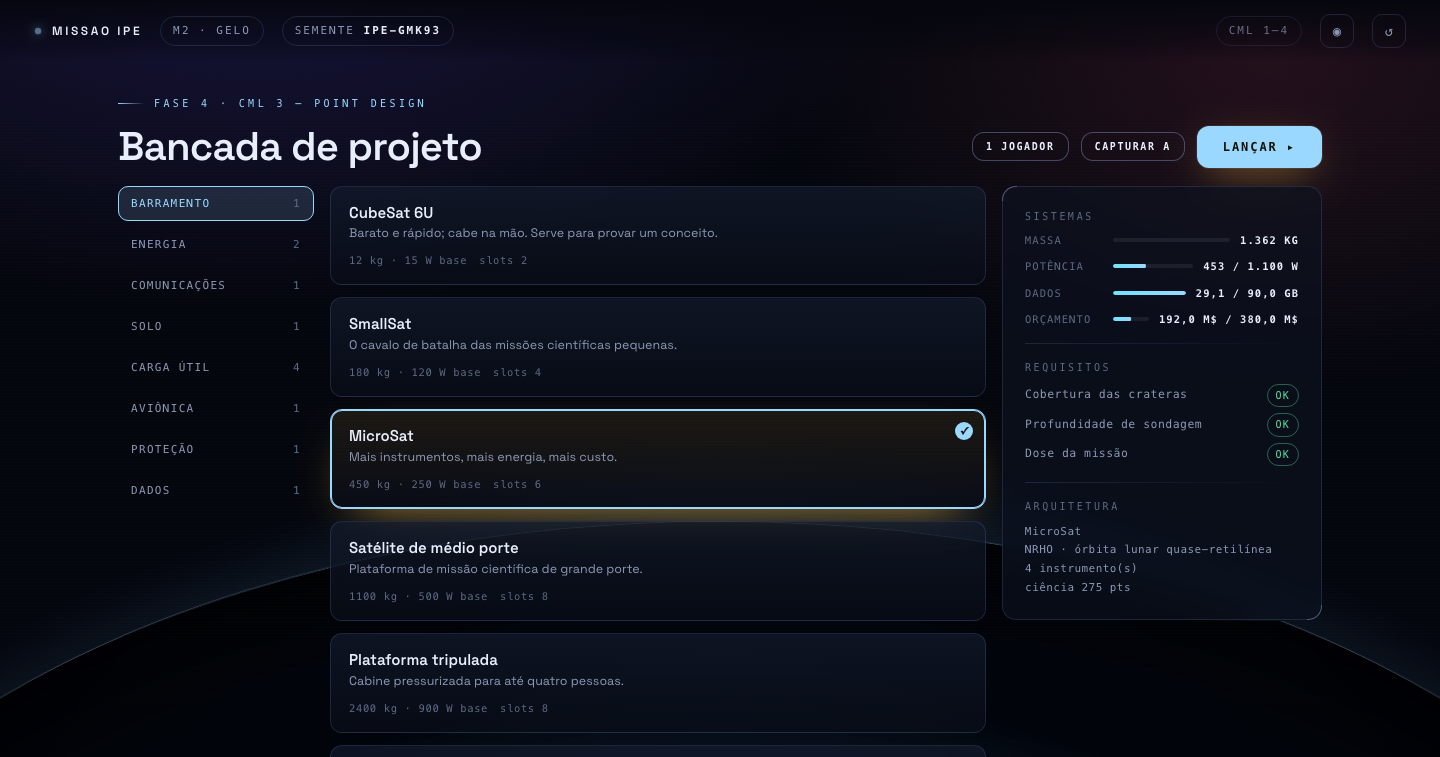 MISSAO IPE
M2 · GELO
SEMENTE IPE-GMK93
CML 1—4
FASE 4 · CML 3 — POINT DESIGN
Bancada de projeto
1 JOGADOR
CAPTURAR A
LANÇAR ▸
BARRAMENTO 1
ENERGIA 2
COMUNICAÇÕES 1
SOLO 1
CARGA ÚTIL 4
AVIÔNICA 1
PROTEÇÃO 1
DADOS 1
CubeSat 6U
Barato e rápido; cabe na mão. Serve para provar um conceito.
12 kg · 15 W base slots 2
SmallSat
O cavalo de batalha das missões científicas pequenas.
180 kg · 120 W base slots 4
MicroSat
Mais instrumentos, mais energia, mais custo.
450 kg · 250 W base slots 6
Satélite de médio porte
Plataforma de missão científica de grande porte.
1100 kg · 500 W base slots 8
Plataforma tripulada
Cabine pressurizada para até quatro pessoas.
2400 kg · 900 W base slots 8
SISTEMAS
MASSA 1.362 KG
POTÊNCIA 453 / 1.100 W
DADOS 29,1 / 90,0 GB
ORÇAMENTO 192,0 M$ / 380,0 M$
REQUISITOS
Cobertura das crateras OK
Profundidade de sondagem OK
Dose da missão OK
ARQUITETURA
MicroSat
NRHO · órbita lunar quase-retilínea
4 instrumento(s)
ciência 275 pts